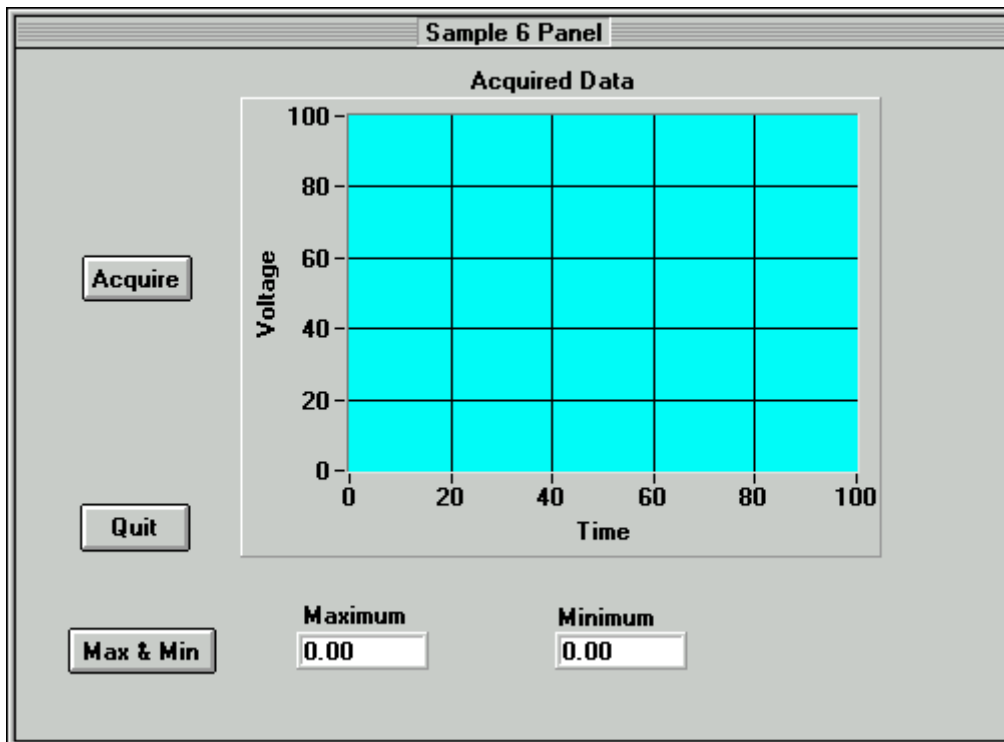 Sample 6 Panel
Acquired Data
100
80
60
40
20
0
Voltage
0 20 40 60 80 100
Time
Acquire
Quit
Max & Min
Maximum
0.00
Minimum
0.00